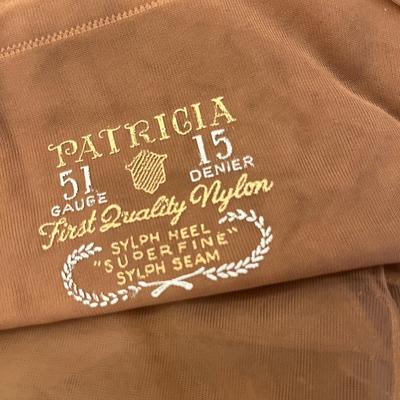 PATRICIA
51 15
GAUGE DENIER
First Quality Nylon
SYLPH HEEL
"SUPERFINE"
SYLPH SEAM